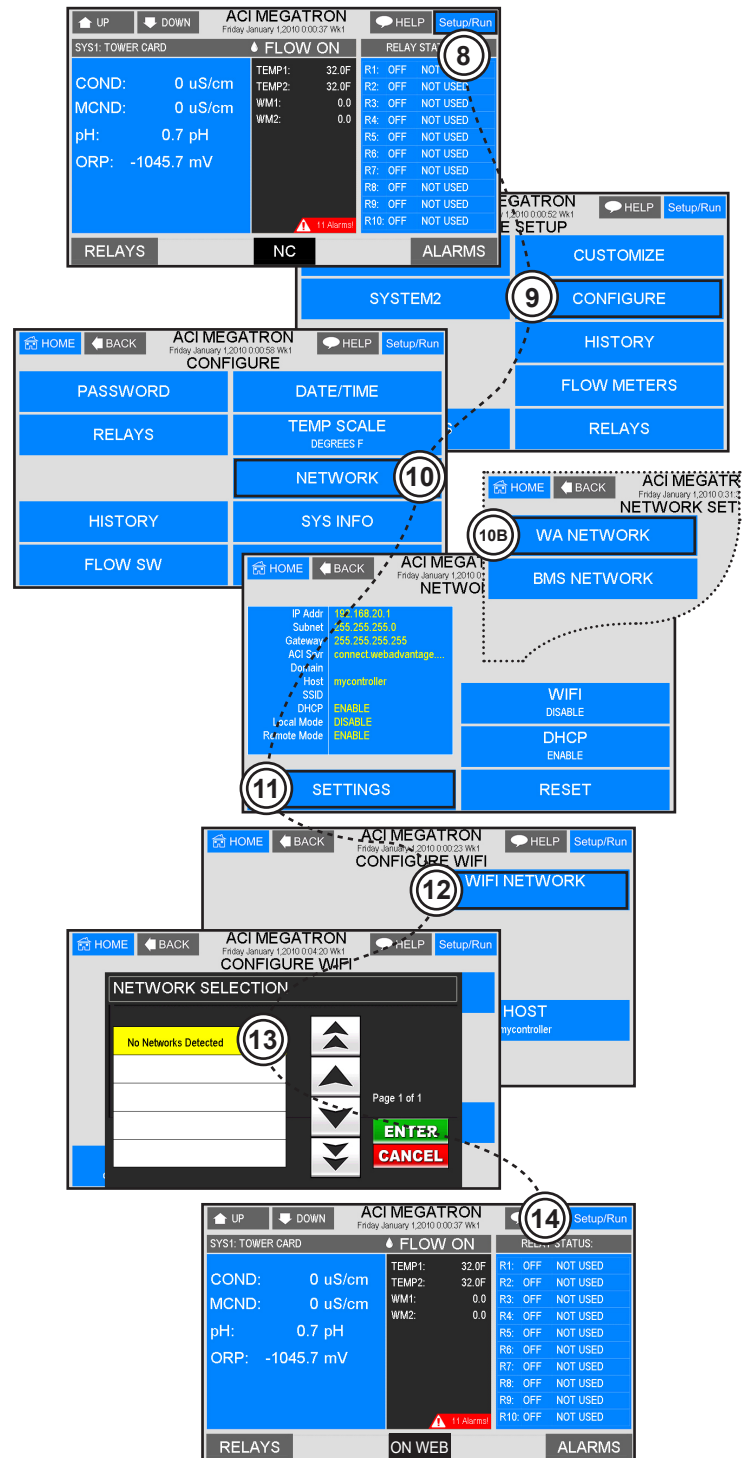 UP
DOWN
ACI MEGATRON
Friday January 1,2010 0:00:37 Wk1
HELP
Setup/Run
SYS1: TOWER CARD
FLOW ON
RELAY
8
COND: 0 uS/cm
MCND: 0 uS/cm
pH: 0.7 pH
ORP: -1045.7 mV
TEMP1: 32.0F
TEMP2: 32.0F
WM1: 0.0
WM2: 0.0
11 Alarms!
R1: OFF NOT USED
R2: OFF NOT USED
R3: OFF NOT USED
R4: OFF NOT USED
R5: OFF NOT USED
R6: OFF NOT USED
R7: OFF NOT USED
R8: OFF NOT USED
R9: OFF NOT USED
R10: OFF NOT USED
RELAYS
NC
ALARMS
EGATRON
1,2010 0:00:52 Wk1
HELP
Setup/Run
E SETUP
CUSTOMIZE
SYSTEM2
9
CONFIGURE
HISTORY
FLOW METERS
S
RELAYS
HOME
BACK
ACI MEGATRON
Friday January 1,2010 0:00:58 Wk1
HELP
Setup/Run
CONFIGURE
PASSWORD
DATE/TIME
RELAYS
TEMP SCALE
DEGREES F
NETWORK
10
HISTORY
SYS INFO
FLOW SW
HOME
BACK
ACI MEGATR
Friday January 1,2010 0:31:3
NETWORK SET
10B
WA NETWORK
BMS NETWORK
HOME
BACK
ACI MEGAT
Friday January 1,2010 0:
NETWO
IP Addr 192.168.20.1
Subnet 255.255.255.0
Gateway 255.255.255.255
ACI Srvr connect.webadvantage....
Domain
Host mycontroller
SSID
DHCP ENABLE
Local Mode DISABLE
Remote Mode ENABLE
WIFI
DISABLE
DHCP
ENABLE
11
SETTINGS
RESET
HOME
BACK
ACI MEGATRON
Friday January 1,2010 0:00:23 Wk1
HELP
Setup/Run
CONFIGURE WIFI
12
WIFI NETWORK
HOST
mycontroller
HOME
BACK
ACI MEGATRON
Friday January 1,2010 0:04:20 Wk1
HELP
Setup/Run
CONFIGURE WIFI
NETWORK SELECTION
No Networks Detected
13
Page 1 of 1
ENTER
CANCEL
UP
DOWN
ACI MEGATRON
Friday January 1,2010 0:00:37 Wk1
14
Setup/Run
SYS1: TOWER CARD
FLOW ON
RELAY STATUS:
COND: 0 uS/cm
MCND: 0 uS/cm
pH: 0.7 pH
ORP: -1045.7 mV
TEMP1: 32.0F
TEMP2: 32.0F
WM1: 0.0
WM2: 0.0
11 Alarms!
R1: OFF NOT USED
R2: OFF NOT USED
R3: OFF NOT USED
R4: OFF NOT USED
R5: OFF NOT USED
R6: OFF NOT USED
R7: OFF NOT USED
R8: OFF NOT USED
R9: OFF NOT USED
R10: OFF NOT USED
RELAYS
ON WEB
ALARMS